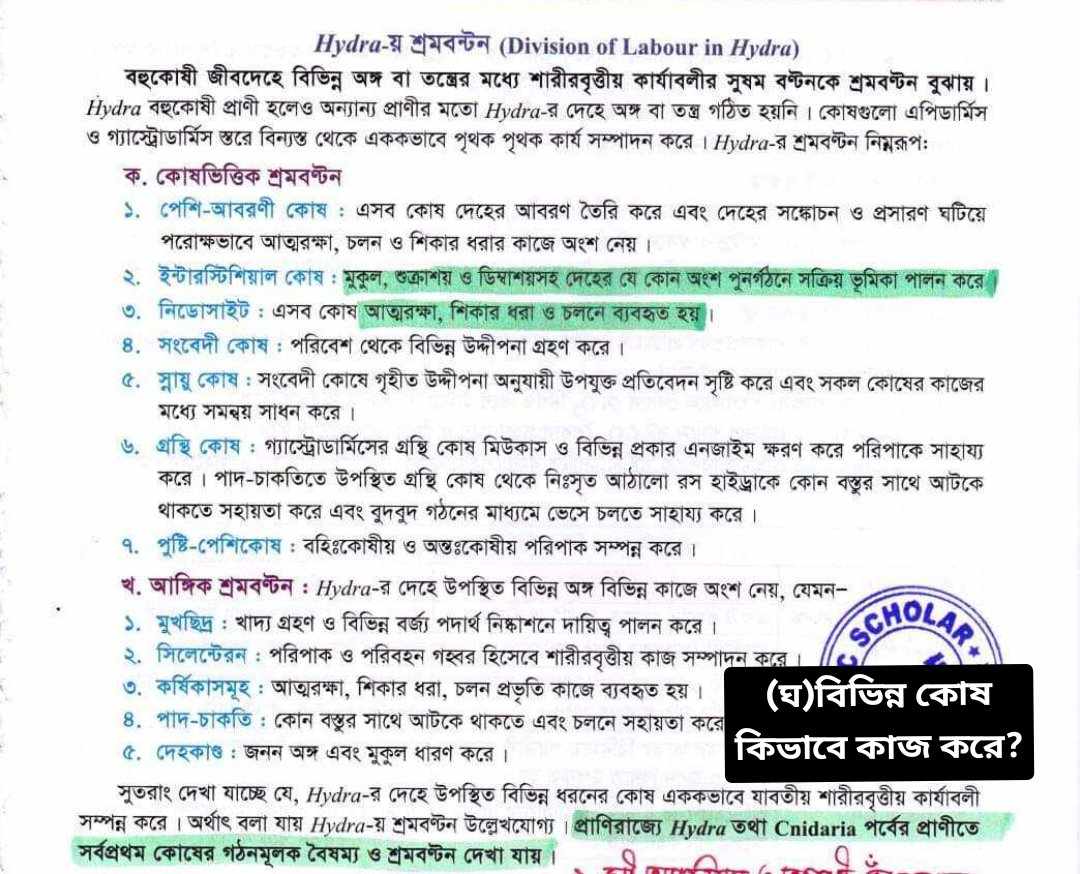 Hydra-য় শ্রমবন্টন (Division of Labour in Hydra)
বহুকোষী জীবদেহে বিভিন্ন অঙ্গ বা তন্ত্রের মধ্যে শারীরবৃত্তীয় কার্যাবলীর সুষম বণ্টনকে শ্রমবণ্টন বুঝায়।
Hydra বহুকোষী প্রাণী হলেও অন্যান্য প্রাণীর মতো Hydra-র দেহে অঙ্গ বা তন্ত্র গঠিত হয়নি। কোষগুলো এপিডার্মিস
ও গ্যাস্ট্রোডার্মিস স্তরে বিন্যস্ত থেকে এককভাবে পৃথক পৃথক কার্য সম্পাদন করে। Hydra-র শ্রমবণ্টন নিম্নরূপঃ
ক. কোষভিত্তিক শ্রমবণ্টন
১. পেশি-আবরণী কোষ : এসব কোষ দেহের আবরণ তৈরি করে এবং দেহের সঙ্কোচন ও প্রসারণ ঘটিয়ে
পরোক্ষভাবে আত্মরক্ষা, চলন ও শিকার ধরার কাজে অংশ নেয়।
২. ইন্টারস্টিশিয়াল কোষ : মুকুল, শুক্রাশয় ও ডিম্বাশয়সহ দেহের যে কোন অংশ পুনর্গঠনে সক্রিয় ভূমিকা পালন করে।
৩. নিডোসাইট : এসব কোষ আত্মরক্ষা, শিকার ধরা ও চলনে ব্যবহৃত হয়।
৪. সংবেদী কোষ : পরিবেশ থেকে বিভিন্ন উদ্দীপনা গ্রহণ করে।
৫. স্নায়ু কোষ : সংবেদী কোষে গৃহীত উদ্দীপনা অনুযায়ী উপযুক্ত প্রতিবেদন সৃষ্টি করে এবং সকল কোষের কাজের
মধ্যে সমন্বয় সাধন করে।
৬. গ্রন্থি কোষ : গ্যাস্ট্রোডার্মিসের গ্রন্থি কোষ মিউকাস ও বিভিন্ন প্রকার এনজাইম ক্ষরণ করে পরিপাকে সাহায্য
করে। পাদ-চাকতিতে উপস্থিত গ্রন্থি কোষ থেকে নিঃসৃত আঠালো রস হাইড্রাকে কোন বস্তুর সাথে আটকে
থাকতে সহায়তা করে এবং বুদবুদ গঠনের মাধ্যমে ভেসে চলতে সাহায্য করে।
৭. পুষ্টি-পেশিকোষ : বহিঃকোষীয় ও অন্তঃকোষীয় পরিপাক সম্পন্ন করে।
খ. আঙ্গিক শ্রমবণ্টন : Hydra-র দেহে উপস্থিত বিভিন্ন অঙ্গ বিভিন্ন কাজে অংশ নেয়, যেমন–
১. মুখছিদ্র : খাদ্য গ্রহণ ও বিভিন্ন বর্জ্য পদার্থ নিষ্কাশনে দায়িত্ব পালন করে।
SCHOLAR
২. সিলেন্টেরন : পরিপাক ও পরিবহন গহ্বর হিসেবে শারীরবৃত্তীয় কাজ সম্পাদন করে।
৩. কর্ষিকাসমূহ : আত্মরক্ষা, শিকার ধরা, চলন প্রভৃতি কাজে ব্যবহৃত হয়।
(ঘ)বিভিন্ন কোষ
৪. পাদ-চাকতি : কোন বস্তুর সাথে আটকে থাকতে এবং চলনে সহায়তা করে
কিভাবে কাজ করে?
৫. দেহকাণ্ড : জনন অঙ্গ এবং মুকুল ধারণ করে।
সুতরাং দেখা যাচ্ছে যে, Hydra-র দেহে উপস্থিত বিভিন্ন ধরনের কোষ এককভাবে যাবতীয় শারীরবৃত্তীয় কার্যাবলী
সম্পন্ন করে। অর্থাৎ বলা যায় Hydra-য় শ্রমবণ্টন উল্লেখযোগ্য। প্রাণিরাজ্যে Hydra তথা Cnidaria পর্বের প্রাণীতে
সর্বপ্রথম কোষের গঠনমূলক বৈষম্য ও শ্রমবণ্টন দেখা যায়।